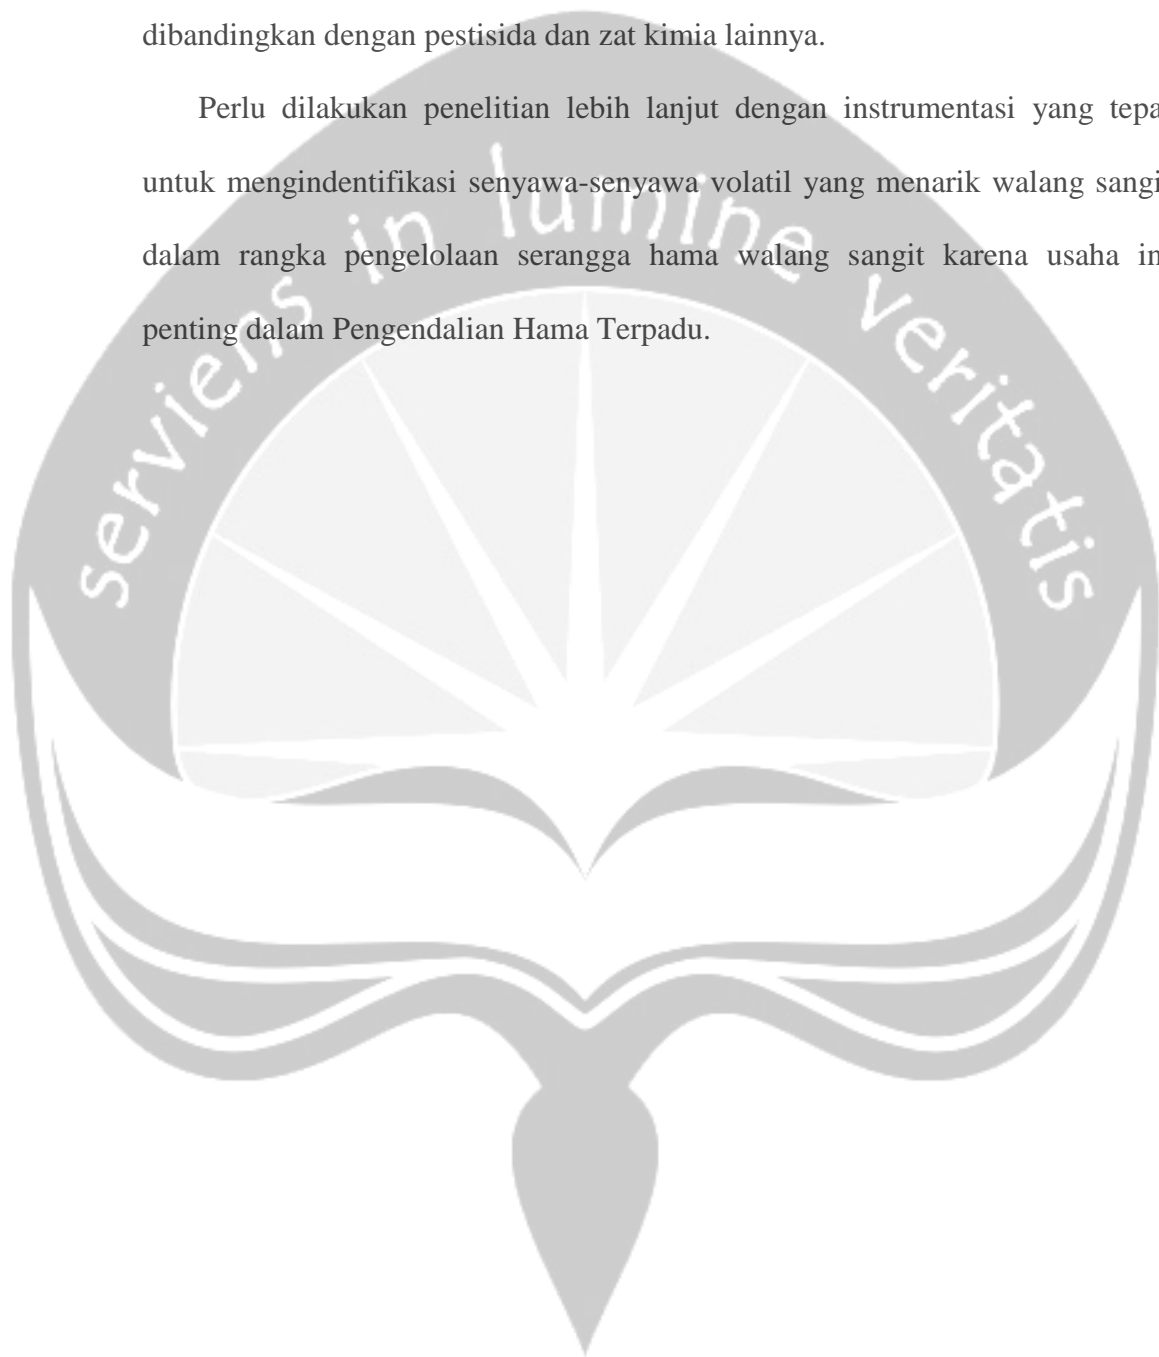 dibandingkan dengan pestisida dan zat kimia lainnya.
Perlu dilakukan penelitian lebih lanjut dengan instrumentasi yang tepa
untuk mengindentifikasi senyawa-senyawa volatil yang menarik walang sangi
dalam rangka pengelolaan serangga hama walang sangit karena usaha in
penting dalam Pengendalian Hama Terpadu.
serviens in lumine veritatis